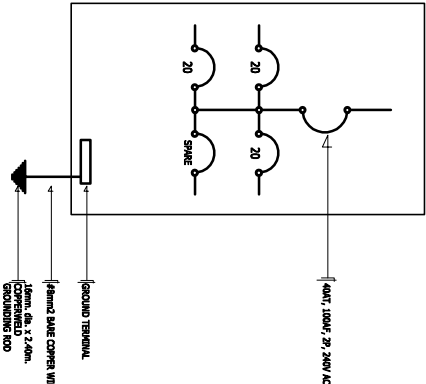 20
20
SPARE
20
40AT, 100AF, 2P, 240V AC
GROUND TERMINAL
#8mm2 BARE COPPER WI
16mm. dia. x 2.40m.
COPPERWELD
GROUNDING ROD